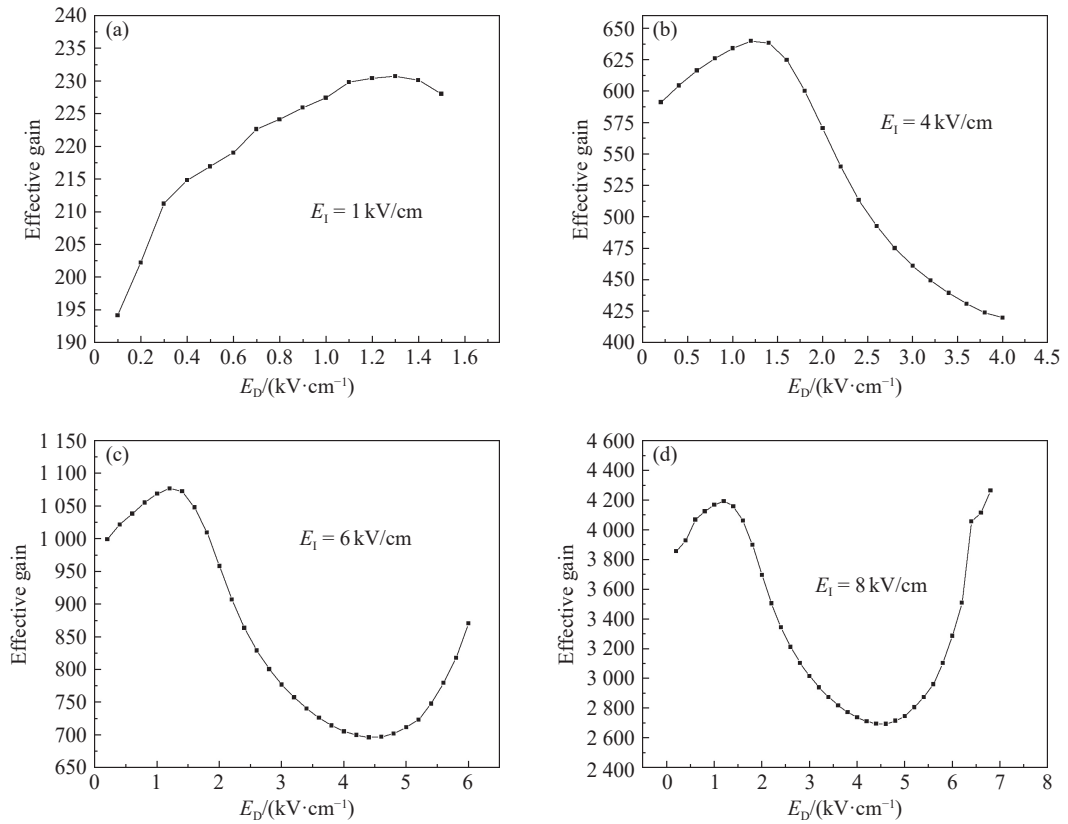 (a)
Effective gain
240
235
230
225
220
215
210
205
200
195
190
E_I = 1 kV/cm
0 0.2 0.4 0.6 0.8 1.0 1.2 1.4 1.6
E_D/(kV·cm⁻¹)
(b)
Effective gain
650
625
600
575
550
525
500
475
450
425
400
E_I = 4 kV/cm
0 0.5 1.0 1.5 2.0 2.5 3.0 3.5 4.0 4.5
E_D/(kV·cm⁻¹)
(c)
Effective gain
1 150
1 100
1 050
1 000
950
900
850
800
750
700
650
E_I = 6 kV/cm
0 1 2 3 4 5 6
E_D/(kV·cm⁻¹)
(d)
Effective gain
4 600
4 400
4 200
4 000
3 800
3 600
3 400
3 200
3 000
2 800
2 600
2 400
E_I = 8 kV/cm
0 1 2 3 4 5 6 7 8
E_D/(kV·cm⁻¹)